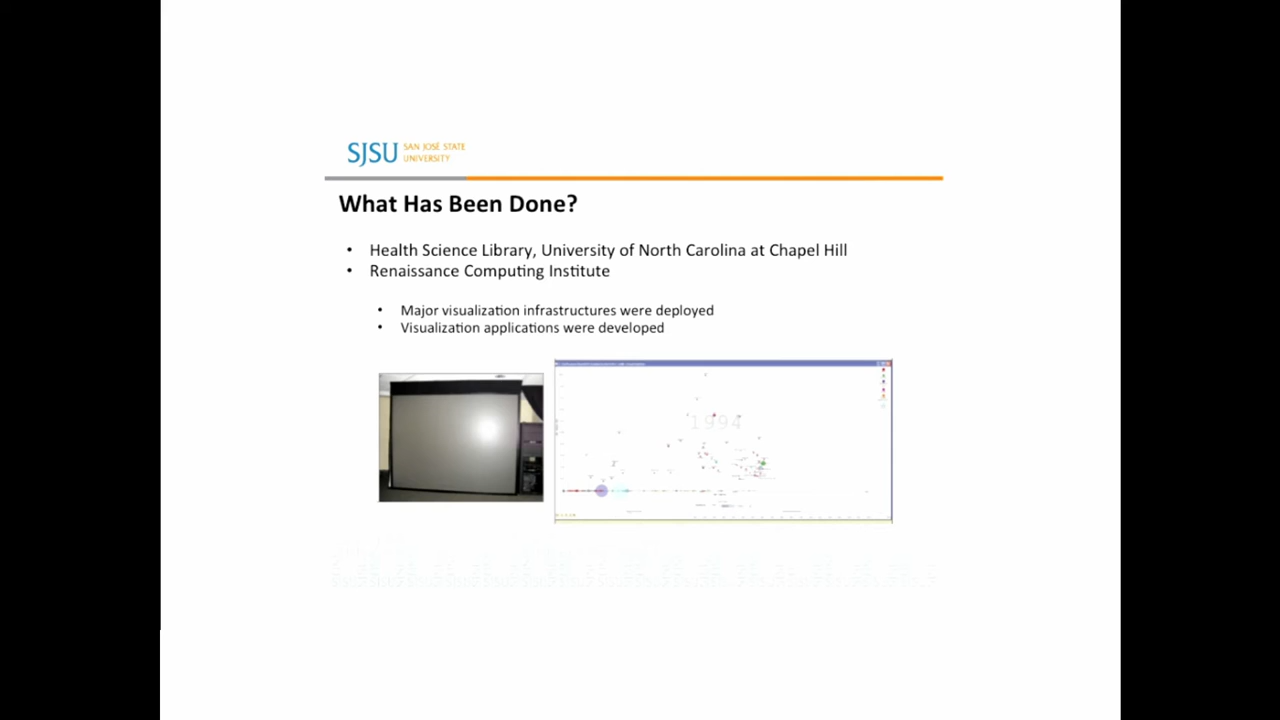 SJSU SAN JOSÉ STATE
UNIVERSITY
What Has Been Done?
• Health Science Library, University of North Carolina at Chapel Hill
• Renaissance Computing Institute
• Major visualization infrastructures were deployed
• Visualization applications were developed
1994